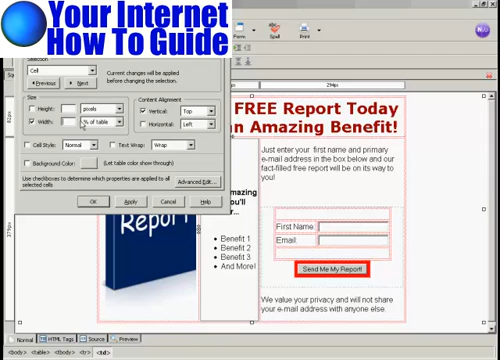 Your Internet
How To Guide
Form
Spell
Print
Selection
Cell
Current changes will be applied
before changing the selection.
Previous
Next
Size
Height:
pixels
Width:
% of table
Content Alignment
Vertical:
Top
Horizontal:
Left
Cell Style:
Normal
Text Wrap:
Wrap
Background Color:
(Let table color show through)
Use checkboxes to determine which properties are applied to all
selected cells
Advanced Edit...
OK
Apply
Cancel
Help
294px
FREE Report Today
n Amazing Benefit!
Just enter your first name and primary
e-mail address in the box below and our
fact-filled free report will be on its way to
you!
mazing
u'll
r...
Report
• Benefit 1
• Benefit 2
• Benefit 3
• And More!
First Name:
Email:
Send Me My Report!
We value your privacy and will not share
your e-mail address with anyone else.
Normal
HTML Tags
Source
Preview
<body> <table> <tbody> <tr> <td>